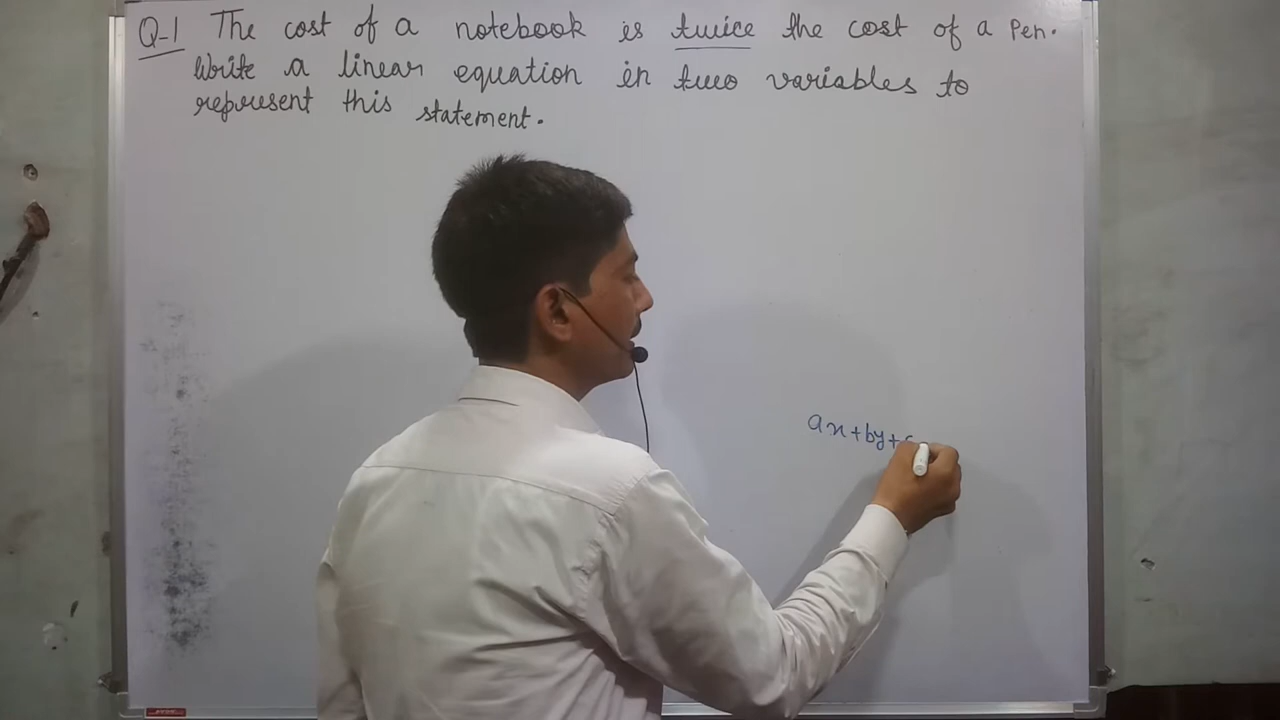 Q-1 The cost of a notebook is twice the cost of a Pen.
Write a linear equation in two variables to
represent this statement.
ax+by+c